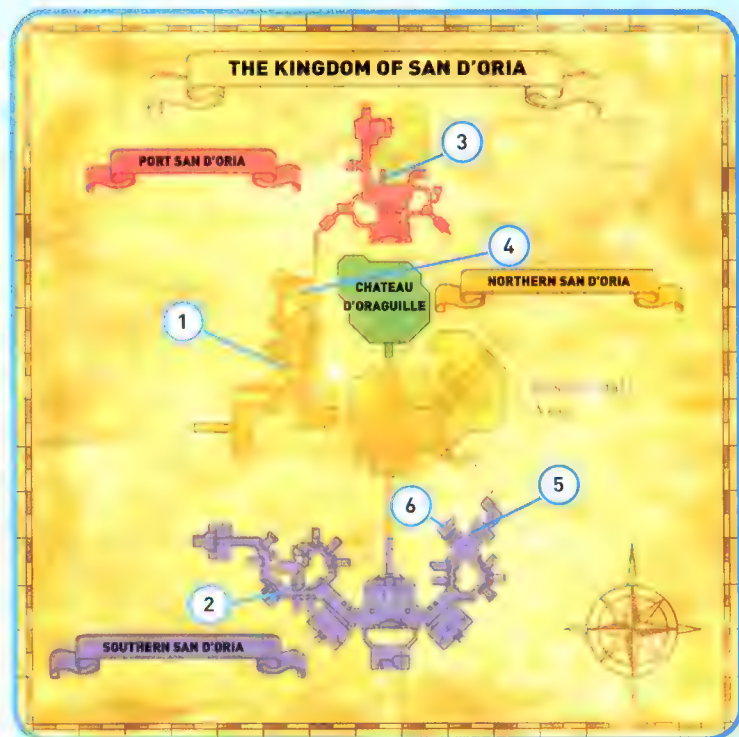 THE KINGDOM OF SAN D'ORIA
3
PORT SAN D'ORIA
4
CHATEAU
D'ORAGUILLE
NORTHERN SAN D'ORIA
1
6
5
2
SOUTHERN SAN D'ORIA